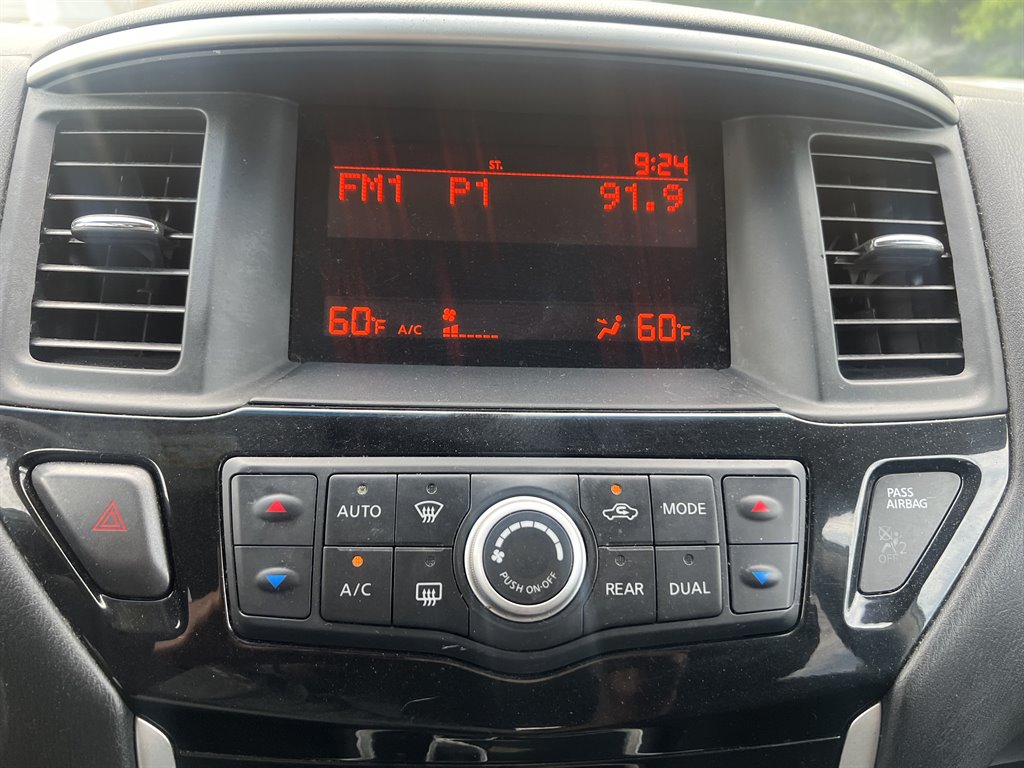 ST. 9:24
FM1 P1 91.9
60°F A/C 60°F
AUTO
MODE
A/C
PUSH ON·OFF
REAR
DUAL
PASS
AIRBAG
OFF 2